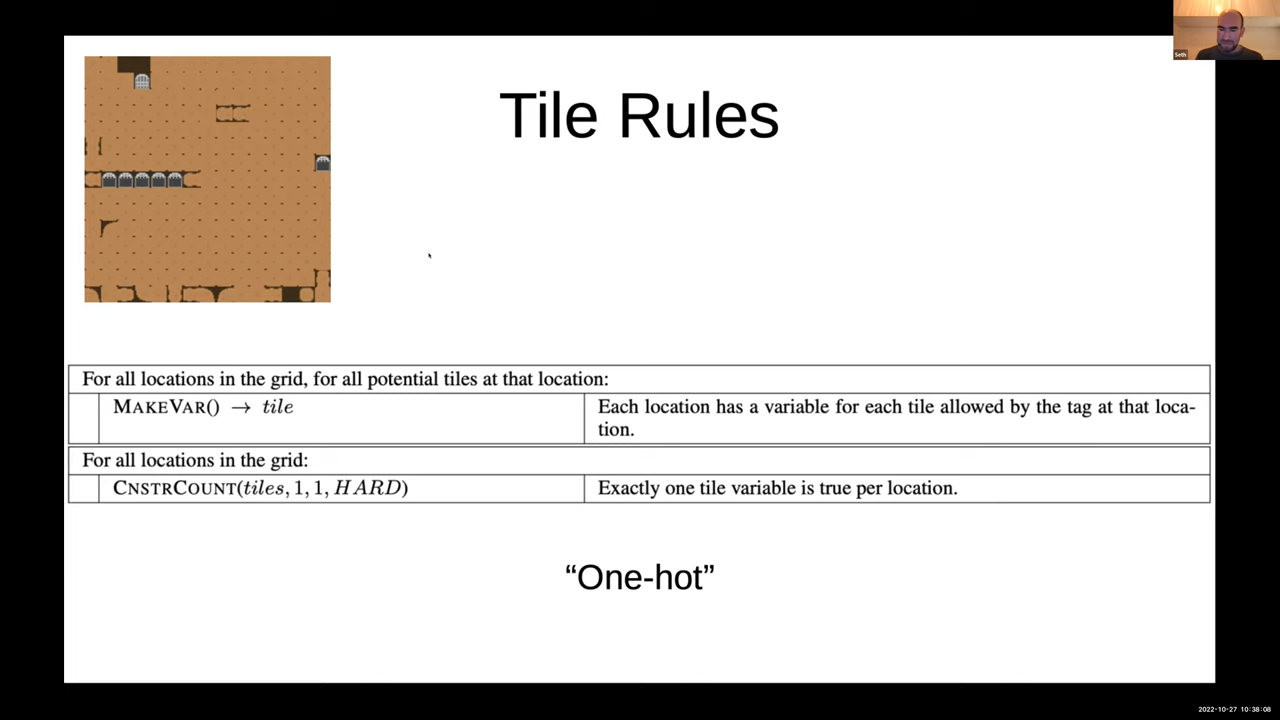 Seth
Tile Rules
For all locations in the grid, for all potential tiles at that location:
MAKEVAR() → tile
Each location has a variable for each tile allowed by the tag at that loca-
tion.
For all locations in the grid:
CNSTRCOUNT(tiles, 1, 1, HARD)
Exactly one tile variable is true per location.
“One-hot”
2022-10-27 10:38:08